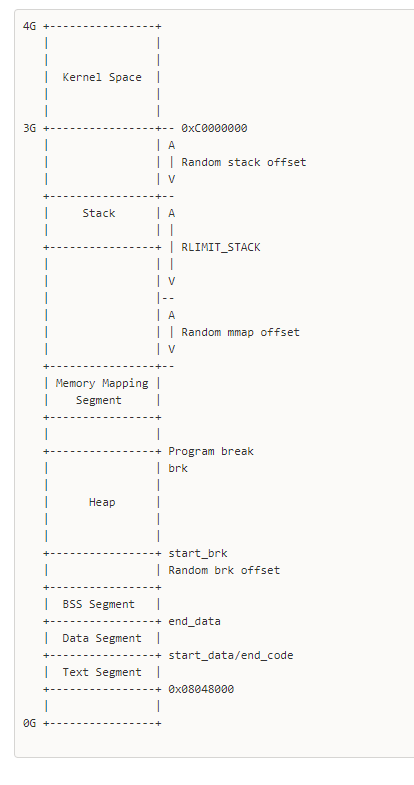 4G +----------------+
   |                |
   |                |
   |  Kernel Space  |
   |                |
   |                |
3G +----------------+-- 0xC0000000
   |                | A
   |                | | Random stack offset
   |                | V
   +----------------+--
   |     Stack      | A
   |                | |
   +----------------+ | RLIMIT_STACK
   |                | |
   |                | V
   |                |--
   |                | A
   |                | | Random mmap offset
   |                | V
   +----------------+--
   | Memory Mapping |
   |    Segment     |
   +----------------+
   |                |
   +----------------+ Program break
   |                | brk
   |                |
   |      Heap      |
   |                |
   |                |
   +----------------+ start_brk
   |                | Random brk offset
   +----------------+
   |  BSS Segment   |
   +----------------+ end_data
   |  Data Segment  |
   +----------------+ start_data/end_code
   |  Text Segment  |
   +----------------+ 0x08048000
   |                |
0G +----------------+